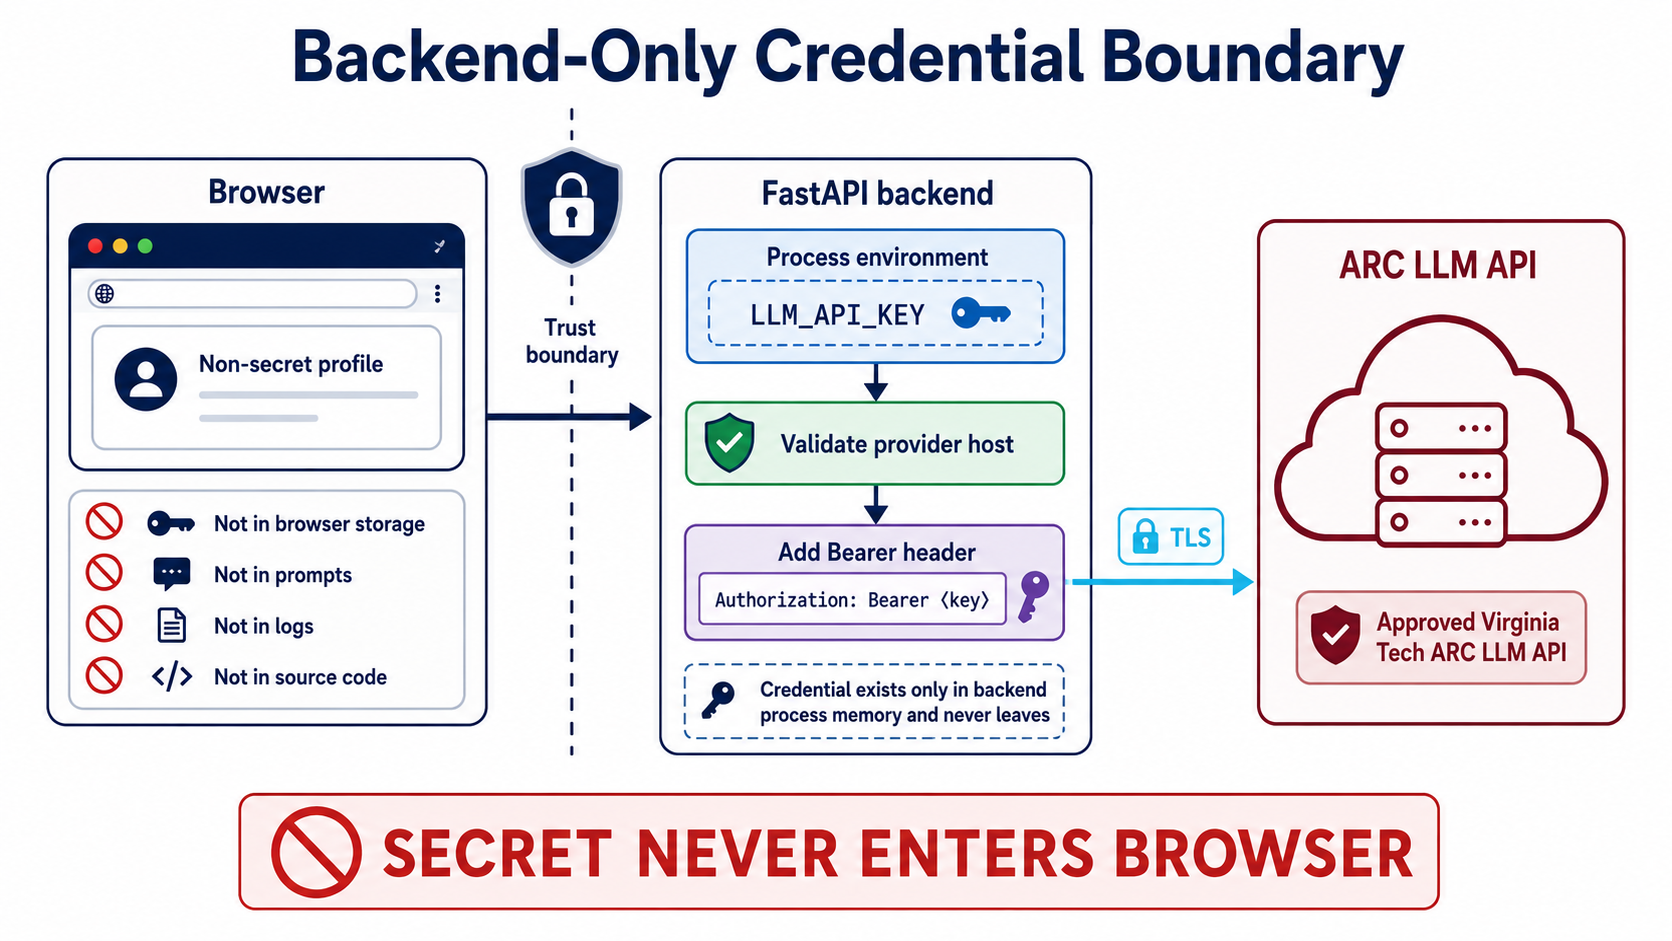 Backend-Only Credential Boundary
Browser
Non-secret profile
Not in browser storage
Not in prompts
Not in logs
Not in source code
Trust
boundary
FastAPI backend
Process environment
LLM_API_KEY
Validate provider host
Add Bearer header
Authorization: Bearer ⟨key⟩
Credential exists only in backend
process memory and never leaves
TLS
ARC LLM API
Approved Virginia
Tech ARC LLM API
SECRET NEVER ENTERS BROWSER